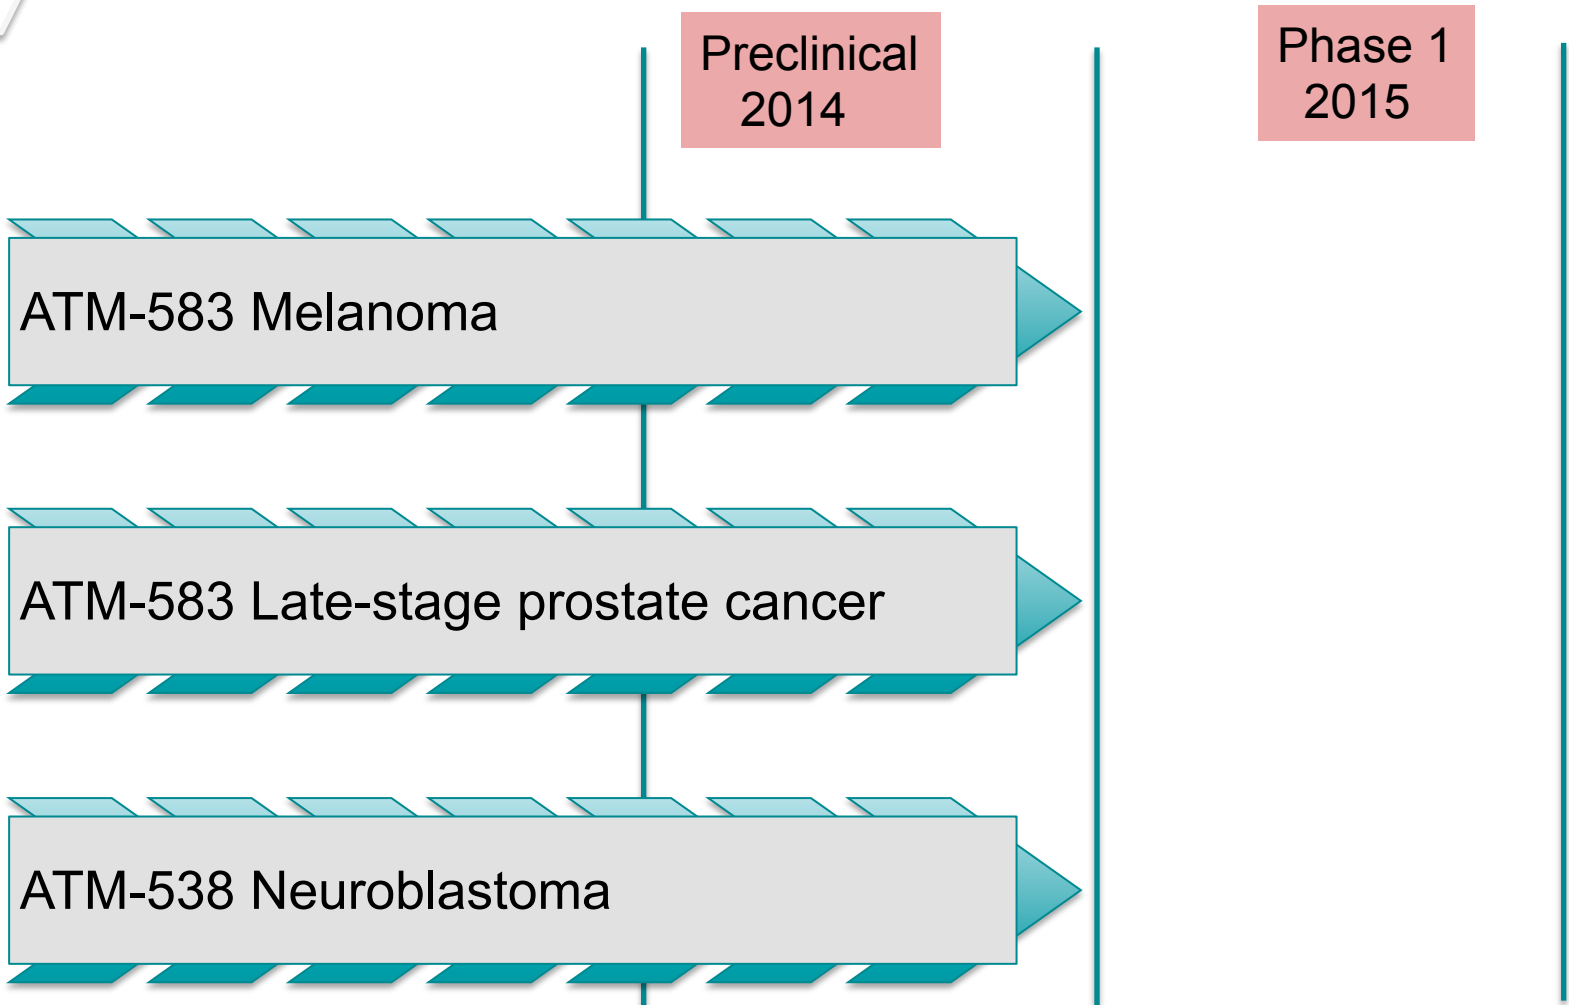 Preclinical
2014
Phase 1
2015
ATM-583 Melanoma
ATM-583 Late-stage prostate cancer
ATM-538 Neuroblastoma